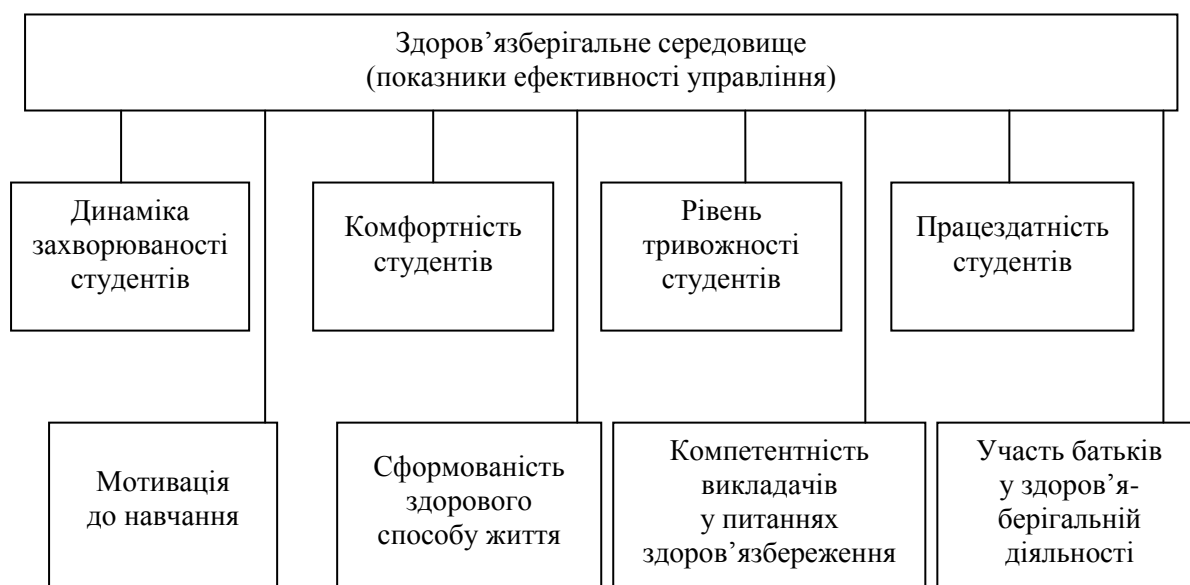 Здоров’язберігальне середовище
(показники ефективності управління)
Динаміка
захворюваності
студентів
Комфортність
студентів
Рівень
тривожності
студентів
Працездатність
студентів
Мотивація
до навчання
Сформованість
здорового
способу життя
Компетентність
викладачів
у питаннях
здоров’язбереження
Участь батьків
у здоров’я-
берігальній
діяльності